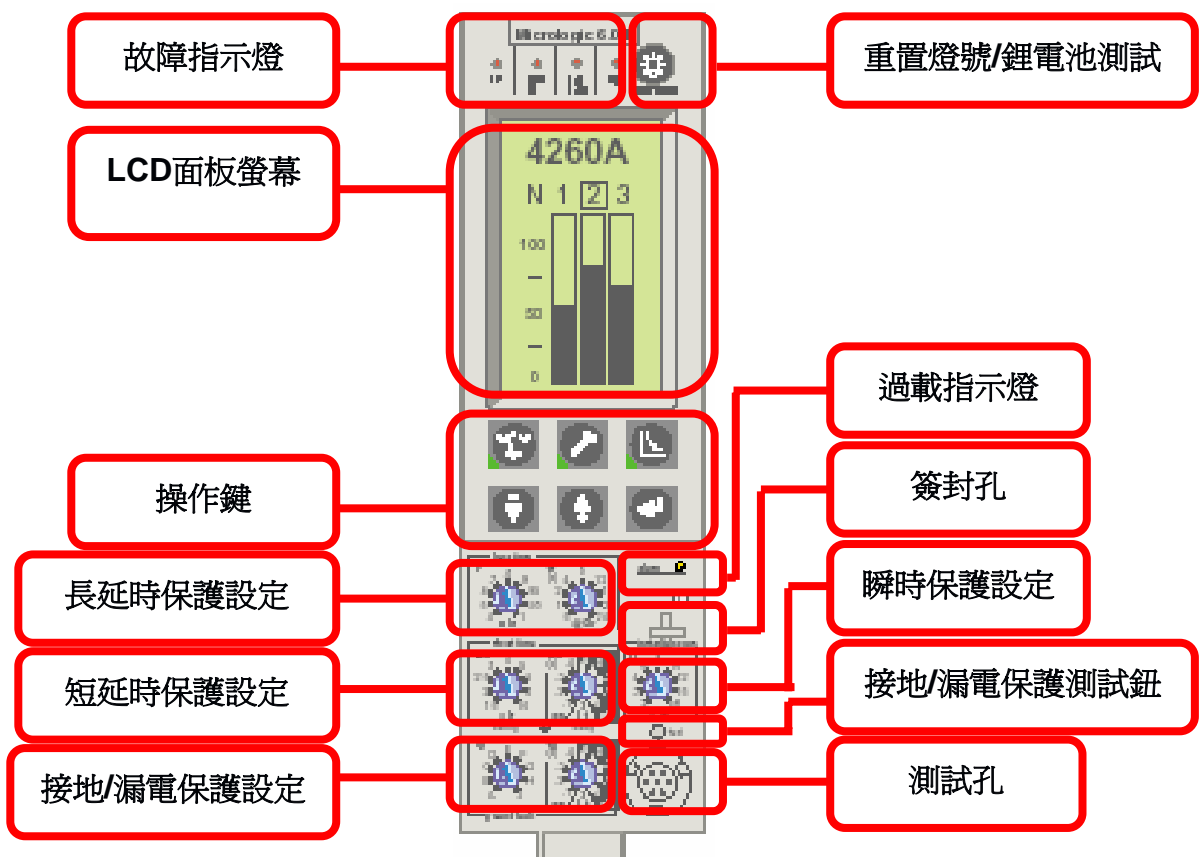 故障指示燈
Micrologic 6.0
重置燈號/鋰電池測試
LCD面板螢幕
4260A
N 1 2 3
100
50
0
過載指示燈
操作鍵
簽封孔
長延時保護設定
瞬時保護設定
短延時保護設定
接地/漏電保護測試鈕
接地/漏電保護設定
測試孔